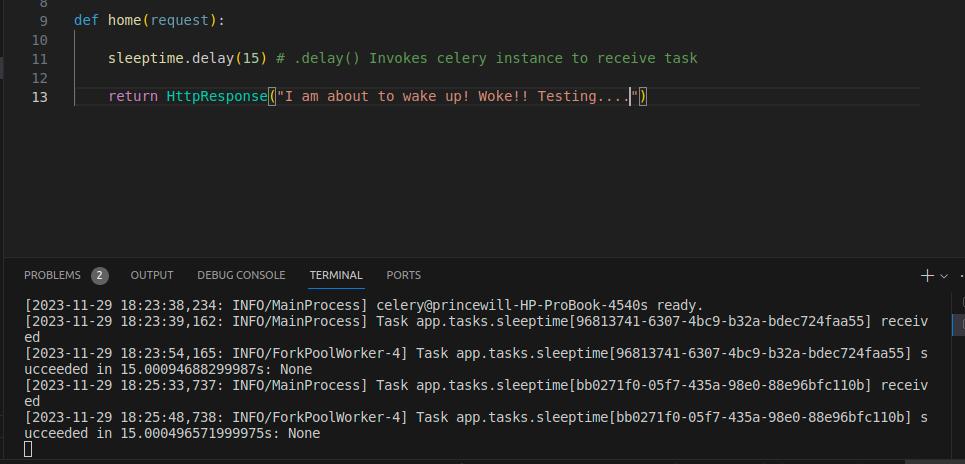 8
9 def home(request):
10
11 sleeptime.delay(15) # .delay() Invokes celery instance to receive task
12
13 return HttpResponse("I am about to wake up! Woke!! Testing....")
PROBLEMS 2 OUTPUT DEBUG CONSOLE TERMINAL PORTS
[2023-11-29 18:23:38,234: INFO/MainProcess] celery@princewill-HP-ProBook-4540s ready.
[2023-11-29 18:23:39,162: INFO/MainProcess] Task app.tasks.sleeptime[96813741-6307-4bc9-b32a-bdec724faa55] receiv
ed
[2023-11-29 18:23:54,165: INFO/ForkPoolWorker-4] Task app.tasks.sleeptime[96813741-6307-4bc9-b32a-bdec724faa55] s
ucceeded in 15.00094688299987s: None
[2023-11-29 18:25:33,737: INFO/MainProcess] Task app.tasks.sleeptime[bb0271f0-05f7-435a-98e0-88e96bfc110b] receiv
ed
[2023-11-29 18:25:48,738: INFO/ForkPoolWorker-4] Task app.tasks.sleeptime[bb0271f0-05f7-435a-98e0-88e96bfc110b] s
ucceeded in 15.000496571999975s: None